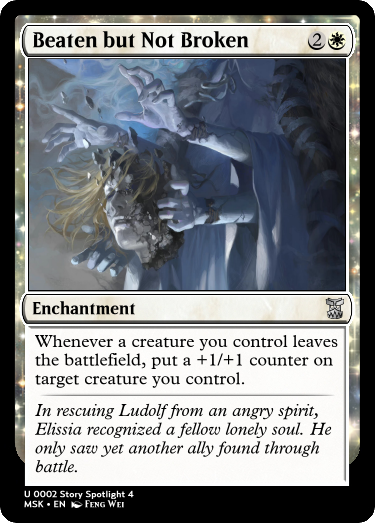 Beaten but Not Broken 2
Enchantment
Whenever a creature you control leaves
the battlefield, put a +1/+1 counter on
target creature you control.
In rescuing Ludolf from an angry spirit,
Elissia recognized a fellow lonely soul. He
only saw yet another ally found through
battle.
U 0002 Story Spotlight 4
MSK • EN Feng Wei